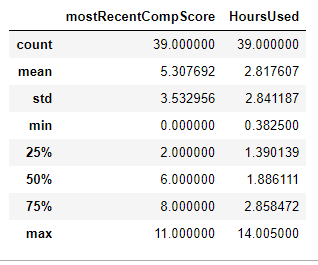 mostRecentCompScore HoursUsed
count 39.000000 39.000000
mean 5.307692 2.817607
std 3.532956 2.841187
min 0.000000 0.382500
25% 2.000000 1.390139
50% 6.000000 1.886111
75% 8.000000 2.858472
max 11.000000 14.005000